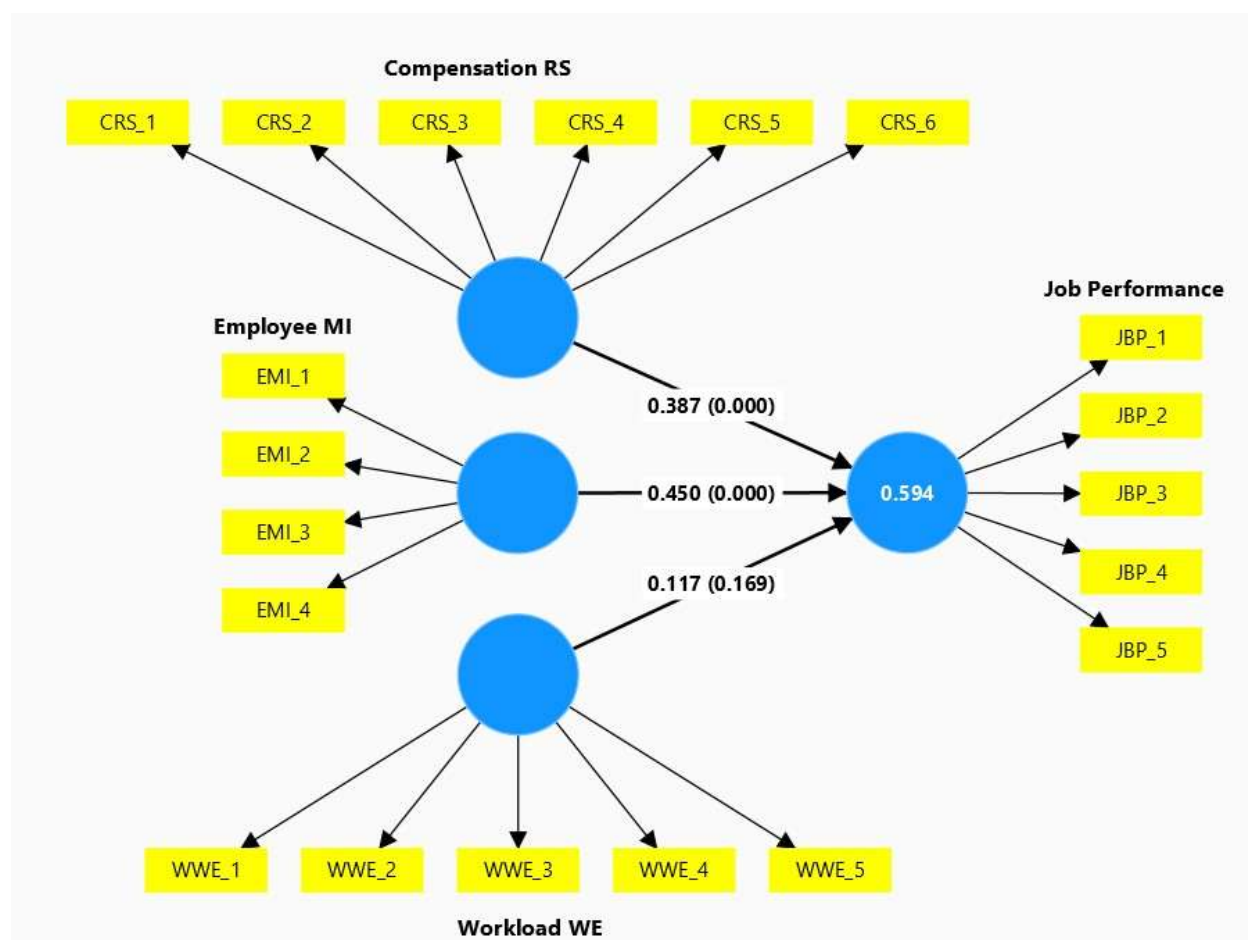 Compensation RS
CRS_1
CRS_2
CRS_3
CRS_4
CRS_5
CRS_6
Job Performance
Employee MI
JBP_1
EMI_1
0.387 (0.000)
JBP_2
EMI_2
0.450 (0.000)
0.594
JBP_3
EMI_3
JBP_4
0.117 (0.169)
EMI_4
JBP_5
WWE_1
WWE_2
WWE_3
WWE_4
WWE_5
Workload WE